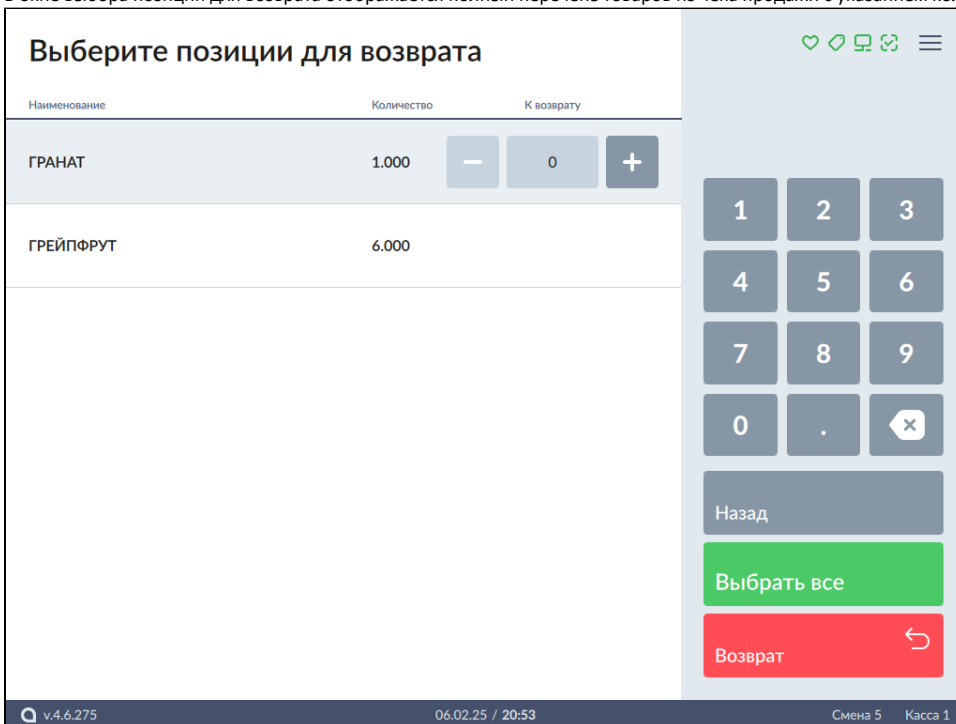 Выберите позиции для возврата
Наименование Количество К возврату
ГРАНАТ 1.000 − 0 +
ГРЕЙПФРУТ 6.000
1 2 3
4 5 6
7 8 9
0 .
Назад
Выбрать все
Возврат
v.4.6.275 06.02.25 / 20:53 Смена 5 Касса 1